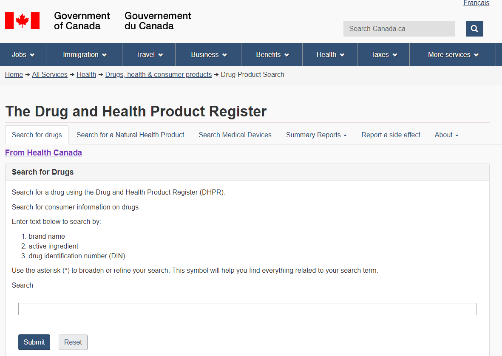 Français
Government of Canada
Gouvernement du Canada
Search Canada.ca
Jobs Immigration Travel Business Benefits Health Taxes More services
Home → All Services → Health → Drugs, health & consumer products → Drug Product Search
The Drug and Health Product Register
Search for drugs Search for a Natural Health Product Search Medical Devices Summary Reports Report a side effect About
From Health Canada
Search for Drugs
Search for a drug using the Drug and Health Product Register (DHPR).
Search for consumer information on drugs.
Enter text below to search by:
1. brand name
2. active ingredient
3. drug identification number (DIN)
Use the asterisk (*) to broaden or refine your search. This symbol will help you find everything related to your search term.
Search
Submit Reset